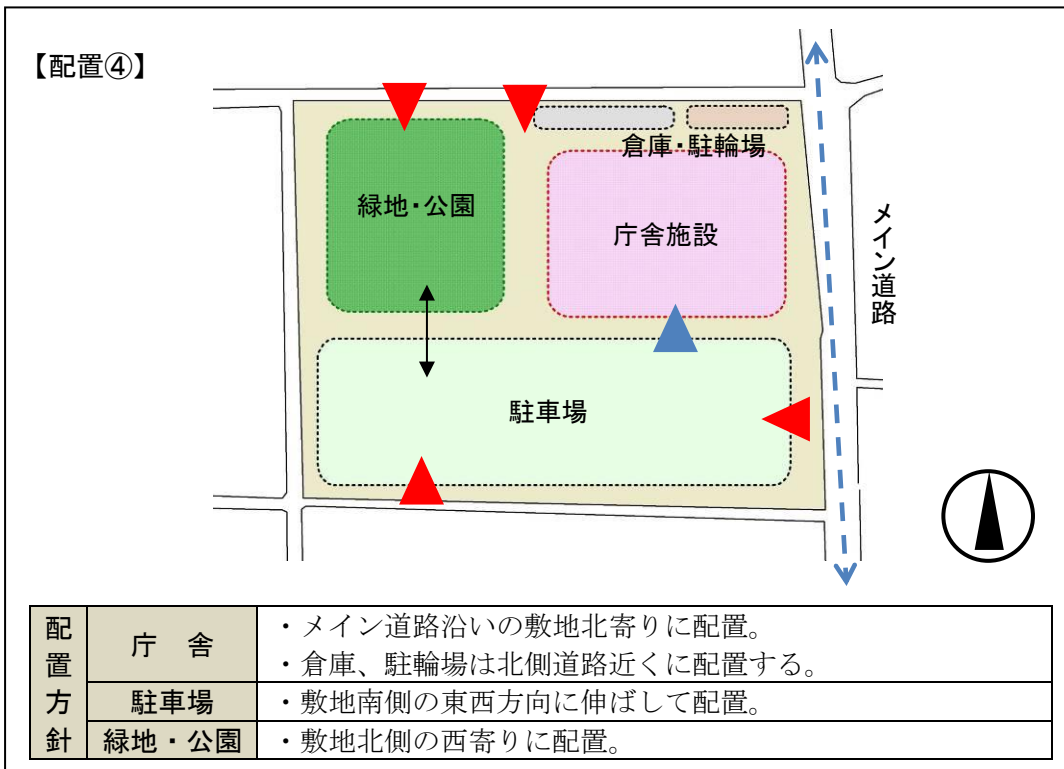 【配置④】
倉庫・駐輪場
緑地・公園
庁舎施設
メイン道路
駐車場
配置方針
庁 舎
・メイン道路沿いの敷地北寄りに配置。
・倉庫、駐輪場は北側道路近くに配置する。
駐車場
・敷地南側の東西方向に伸ばして配置。
緑地・公園
・敷地北側の西寄りに配置。